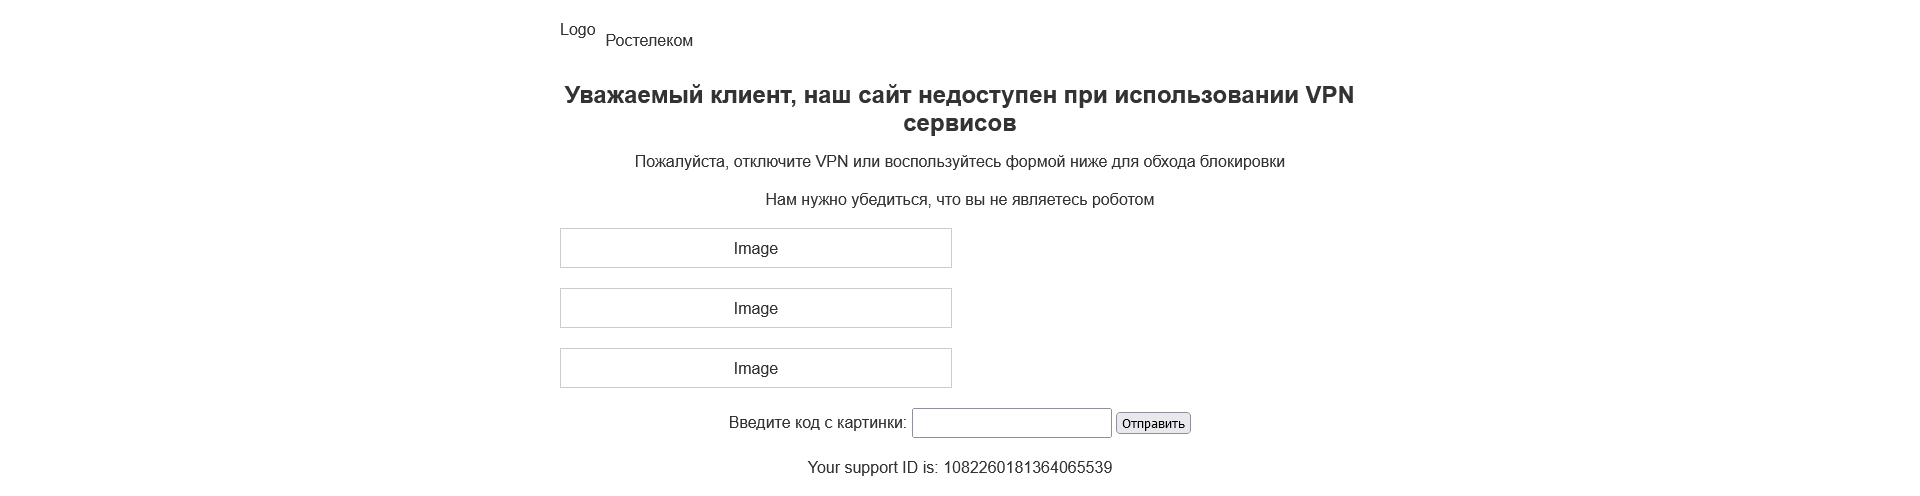 Logo
Ростелеком
Уважаемый клиент, наш сайт недоступен при использовании VPN
сервисов
Пожалуйста, отключите VPN или воспользуйтесь формой ниже для обхода блокировки
Нам нужно убедиться, что вы не являетесь роботом
Image
Image
Image
Введите код с картинки: Отправить
Your support ID is: 1082260181364065539